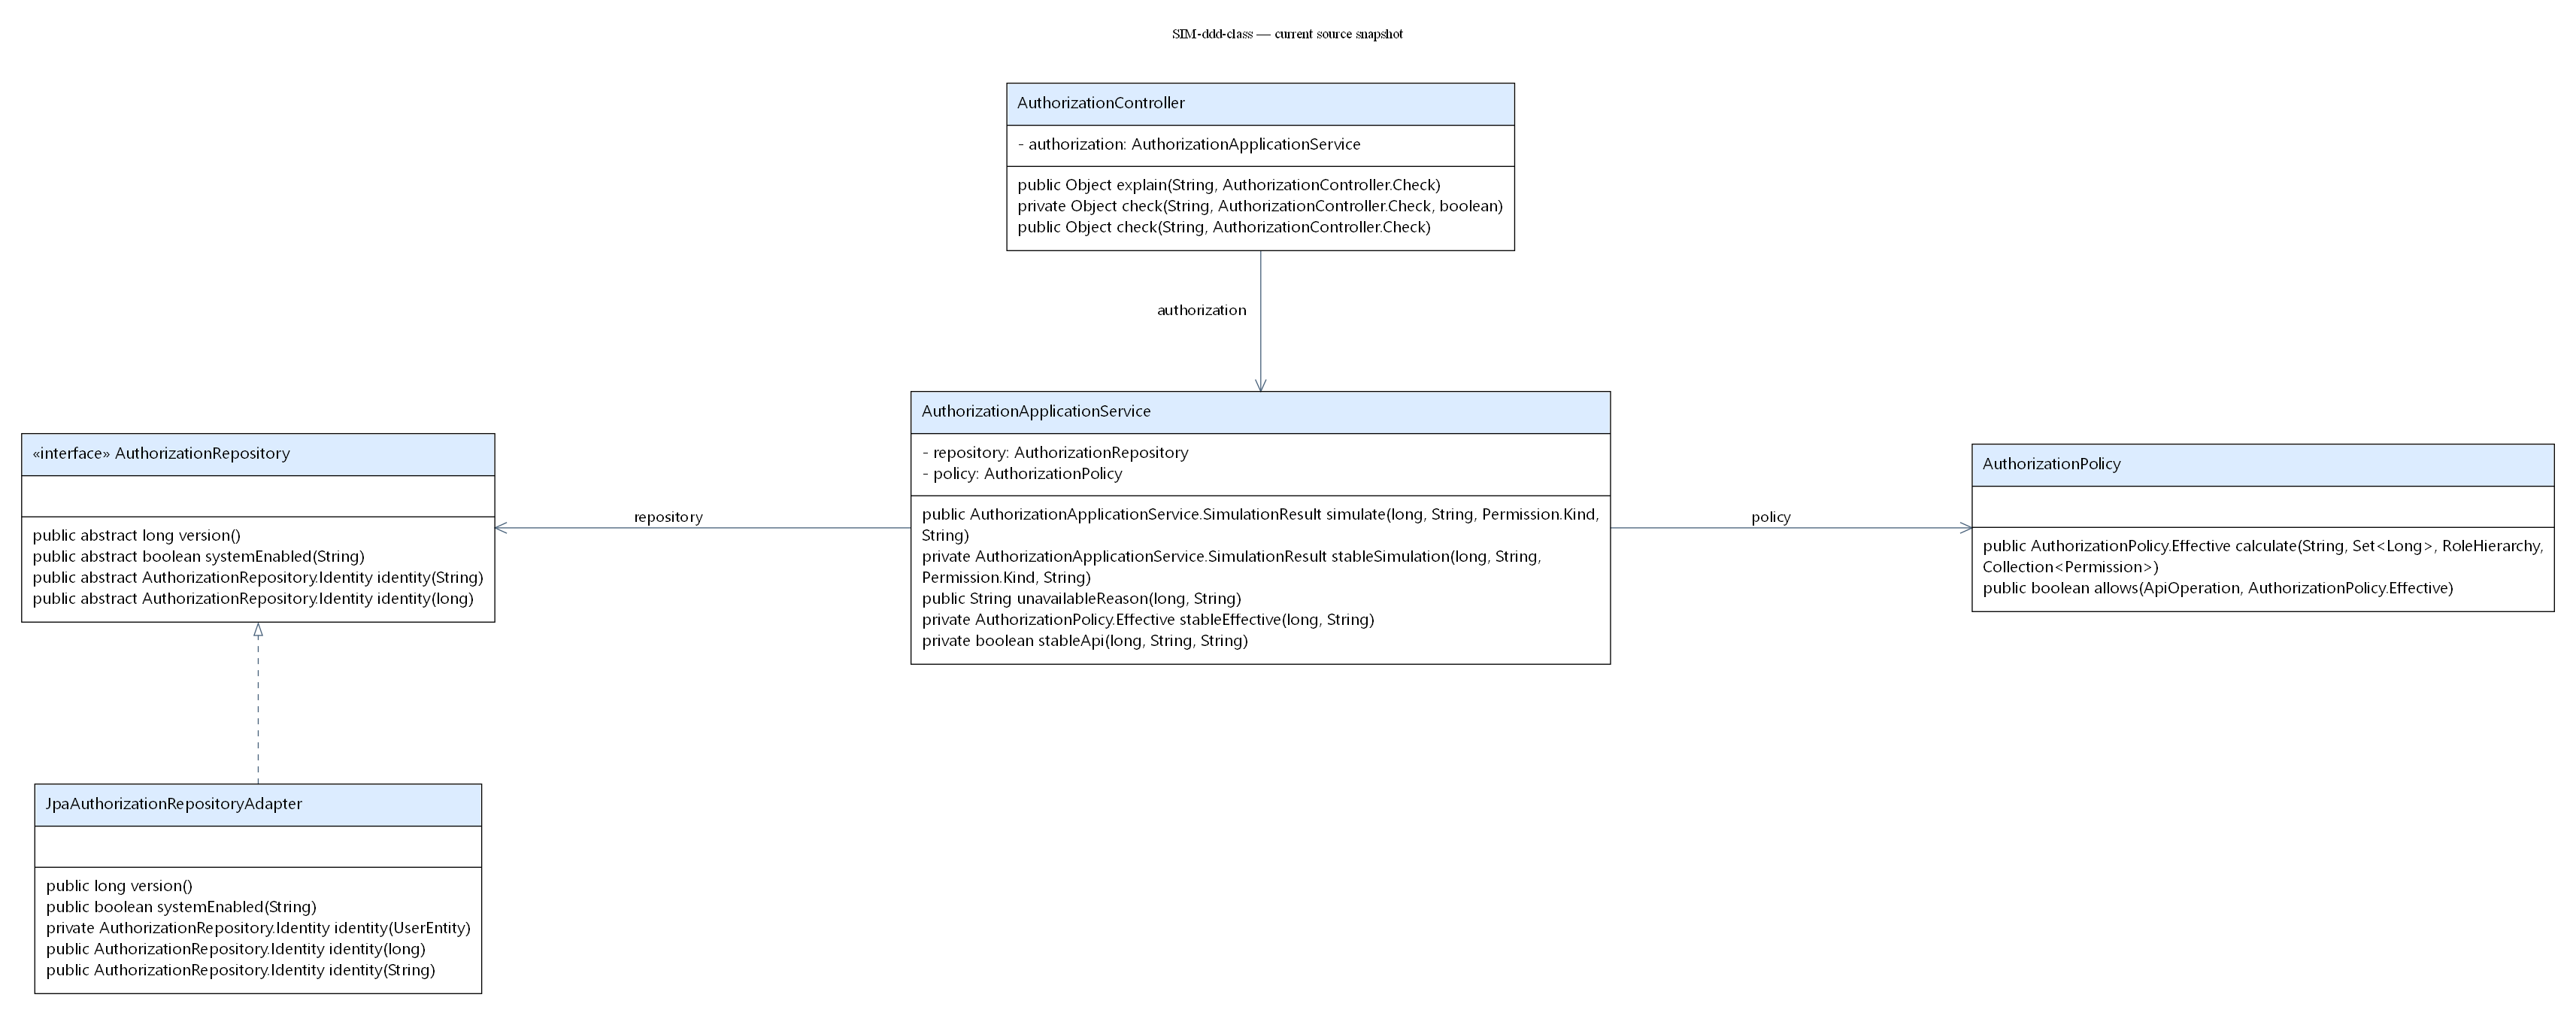 SIM-ddd-class — current source snapshot
AuthorizationController
- authorization: AuthorizationApplicationService
public Object explain(String, AuthorizationController.Check)
private Object check(String, AuthorizationController.Check, boolean)
public Object check(String, AuthorizationController.Check)
authorization
AuthorizationApplicationService
- repository: AuthorizationRepository
- policy: AuthorizationPolicy
public AuthorizationApplicationService.SimulationResult simulate(long, String, Permission.Kind,
String)
private AuthorizationApplicationService.SimulationResult stableSimulation(long, String,
Permission.Kind, String)
public String unavailableReason(long, String)
private AuthorizationPolicy.Effective stableEffective(long, String)
private boolean stableApi(long, String, String)
«interface» AuthorizationRepository
public abstract long version()
public abstract boolean systemEnabled(String)
public abstract AuthorizationRepository.Identity identity(String)
public abstract AuthorizationRepository.Identity identity(long)
repository
policy
AuthorizationPolicy
public AuthorizationPolicy.Effective calculate(String, Set<Long>, RoleHierarchy,
Collection<Permission>)
public boolean allows(ApiOperation, AuthorizationPolicy.Effective)
JpaAuthorizationRepositoryAdapter
public long version()
public boolean systemEnabled(String)
private AuthorizationRepository.Identity identity(UserEntity)
public AuthorizationRepository.Identity identity(long)
public AuthorizationRepository.Identity identity(String)